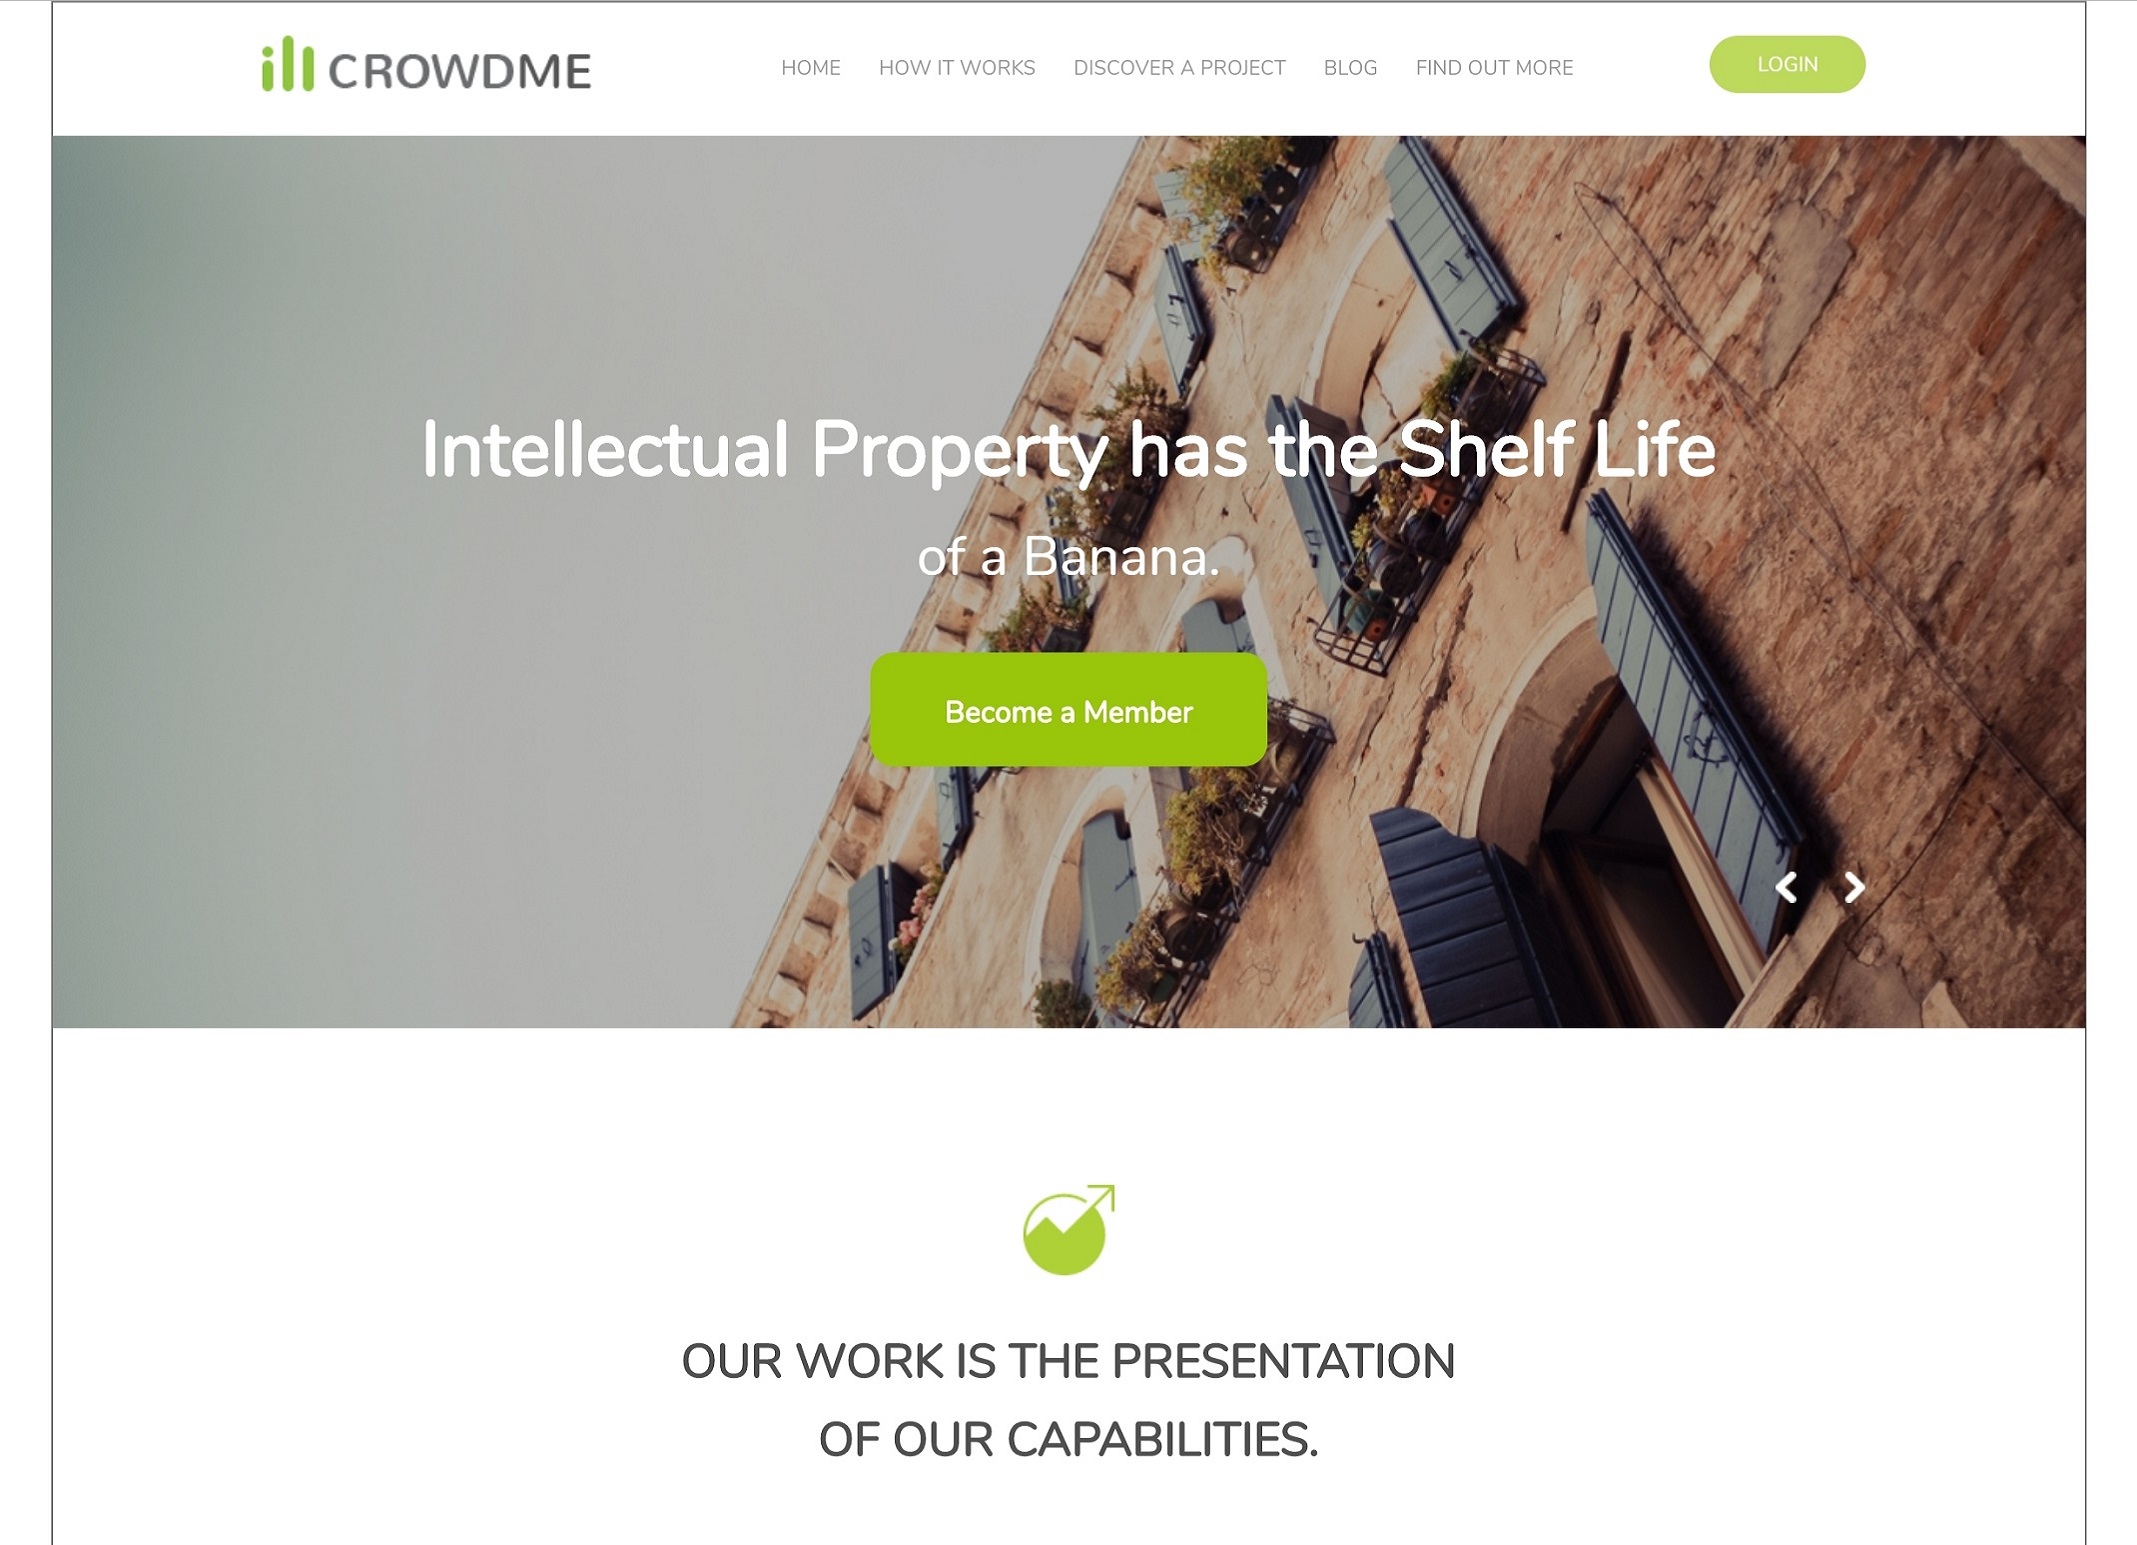 CROWDME
HOME HOW IT WORKS DISCOVER A PROJECT BLOG FIND OUT MORE
LOGIN
Intellectual Property has the Shelf Life
of a Banana.
Become a Member
OUR WORK IS THE PRESENTATION
OF OUR CAPABILITIES.